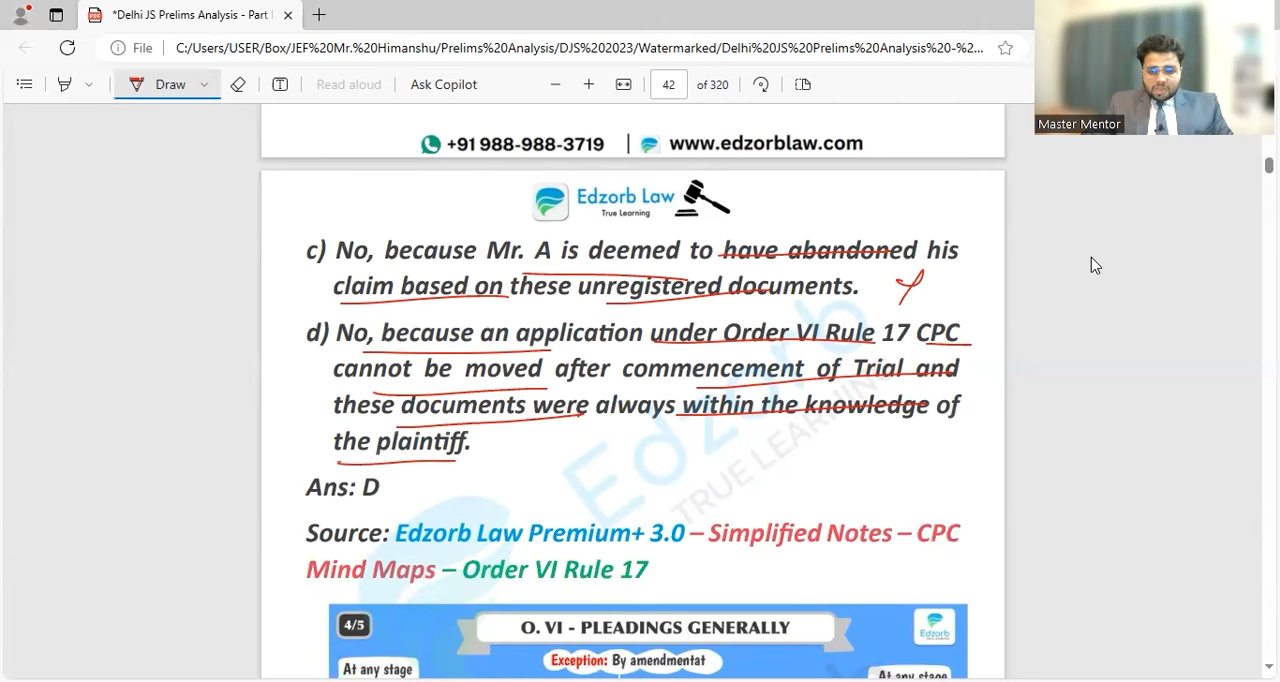 *Delhi JS Prelims Analysis - Part I
File
C:/Users/USER/Box/JEF%20Mr.%20Himanshu/Prelims%20Analysis/DJS%202023/Watermarked/Delhi%20JS%20Prelims%20Analysis%20-%2...
Draw
Read aloud
Ask Copilot
42
of 320
Master Mentor
+91 988-988-3719 | www.edzorblaw.com
Edzorb Law
True Learning
c) No, because Mr. A is deemed to have abandoned his
claim based on these unregistered documents.
d) No, because an application under Order VI Rule 17 CPC
cannot be moved after commencement of Trial and
these documents were always within the knowledge of
the plaintiff.
Ans: D
Source: Edzorb Law Premium+ 3.0 – Simplified Notes – CPC
Mind Maps – Order VI Rule 17
Edzorb
TRUE LEARNING
4/5
O. VI - PLEADINGS GENERALLY
Edzorb
Exception: By amendmentat
At any stage
At any stage